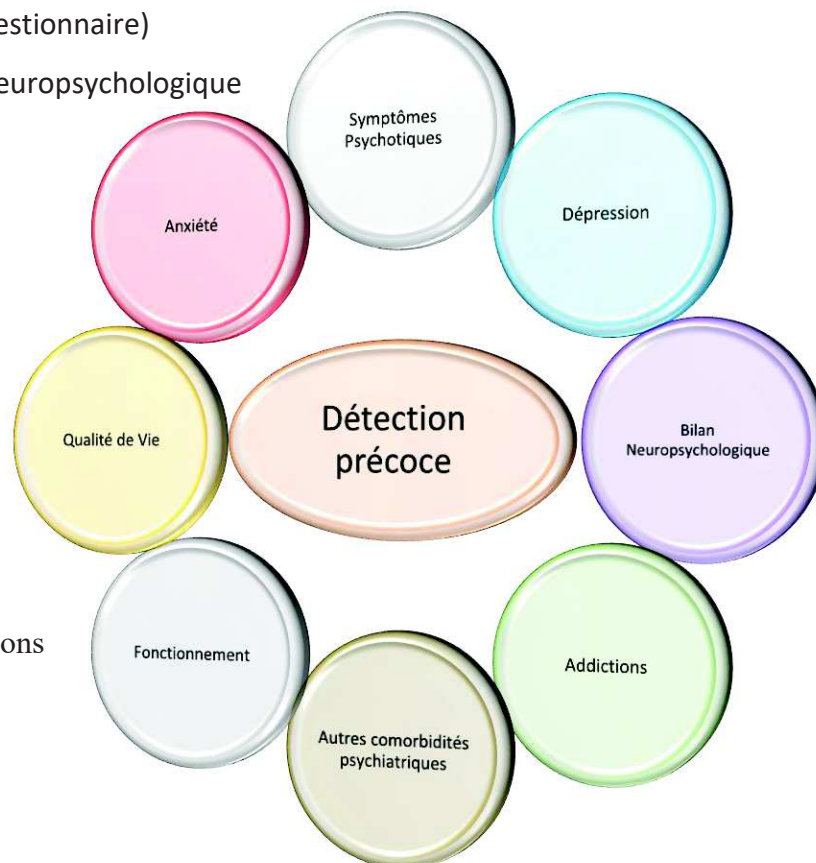 estionnaire)
europsychologique
Symptômes
Psychotiques
Anxiété
Dépression
Qualité de Vie
Détection
précoce
Bilan
Neuropsychologique
ons
Fonctionnement
Addictions
Autres comorbidités
psychiatriques